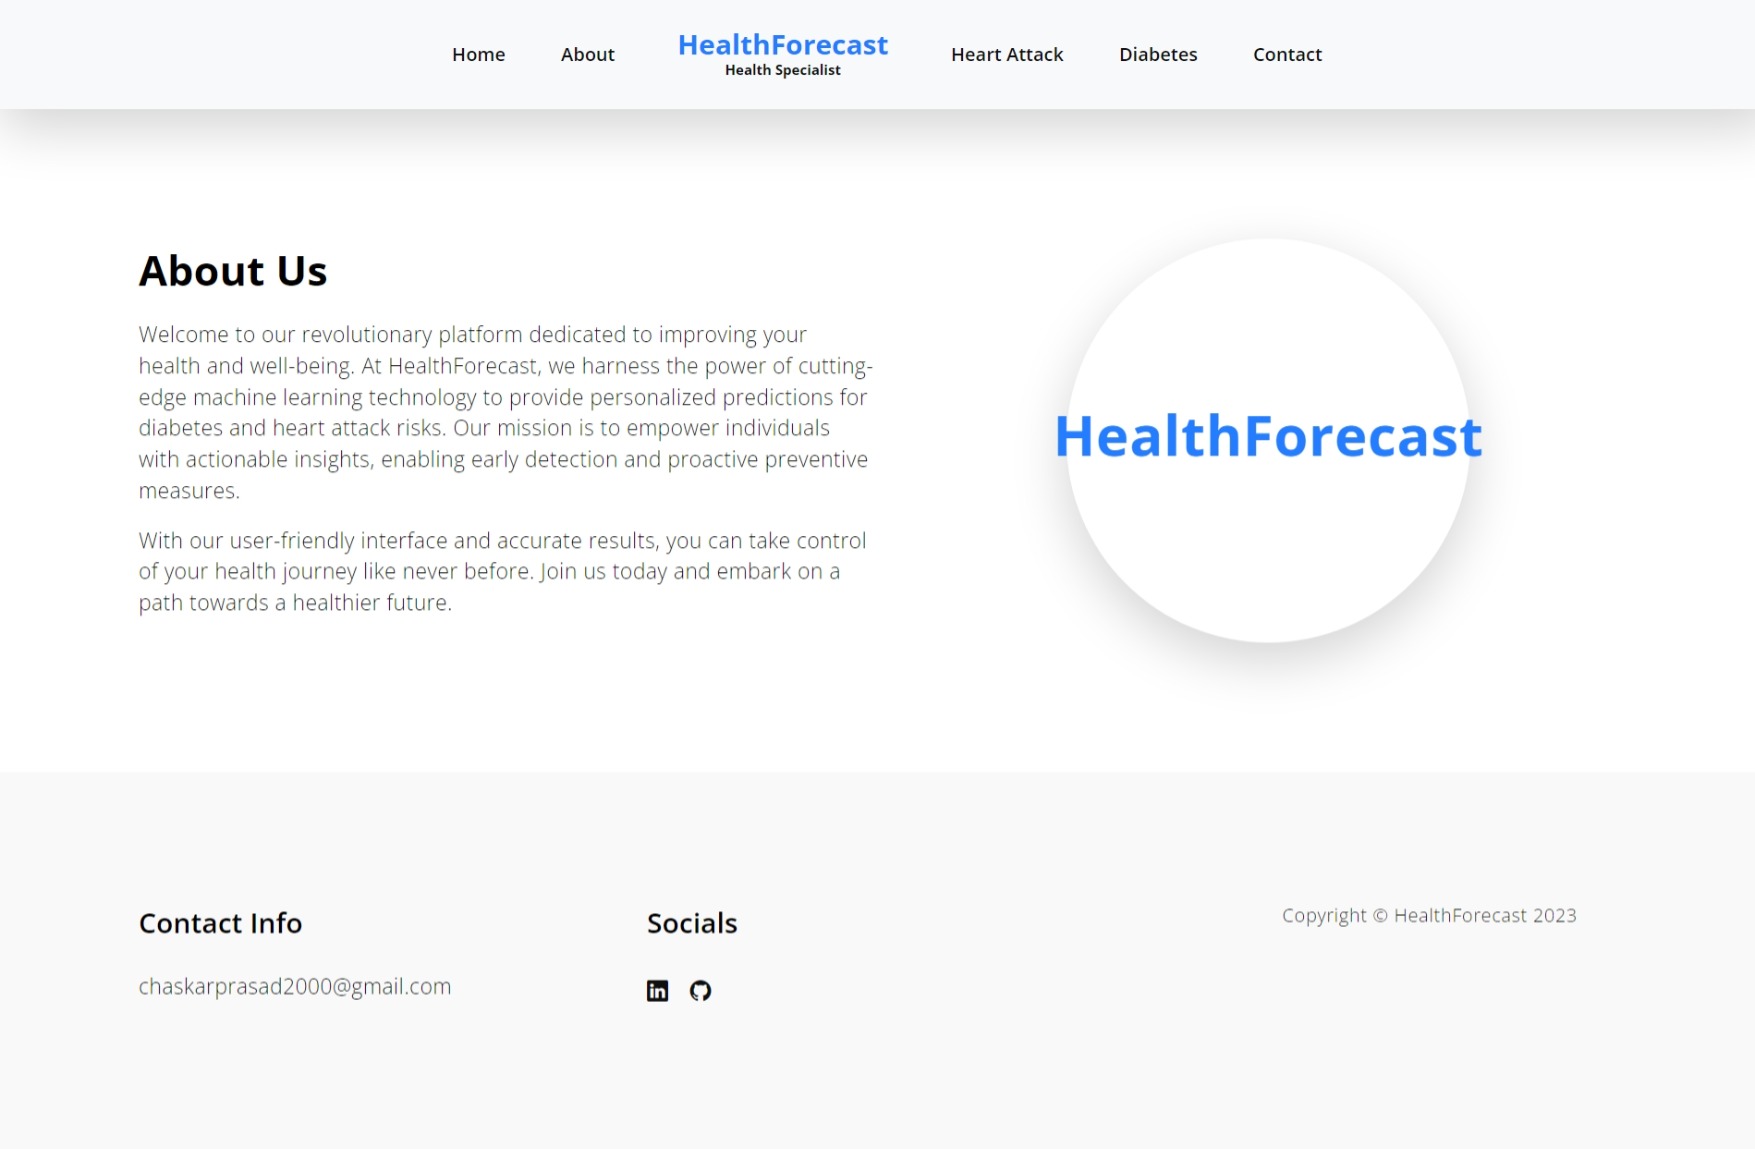 Home
About
HealthForecast
Health Specialist
Heart Attack
Diabetes
Contact
About Us
Welcome to our revolutionary platform dedicated to improving your
health and well-being. At HealthForecast, we harness the power of cutting-
edge machine learning technology to provide personalized predictions for
diabetes and heart attack risks. Our mission is to empower individuals
with actionable insights, enabling early detection and proactive preventive
measures.
With our user-friendly interface and accurate results, you can take control
of your health journey like never before. Join us today and embark on a
path towards a healthier future.
HealthForecast
Contact Info
chaskarprasad2000@gmail.com
Socials
in
Copyright © HealthForecast 2023